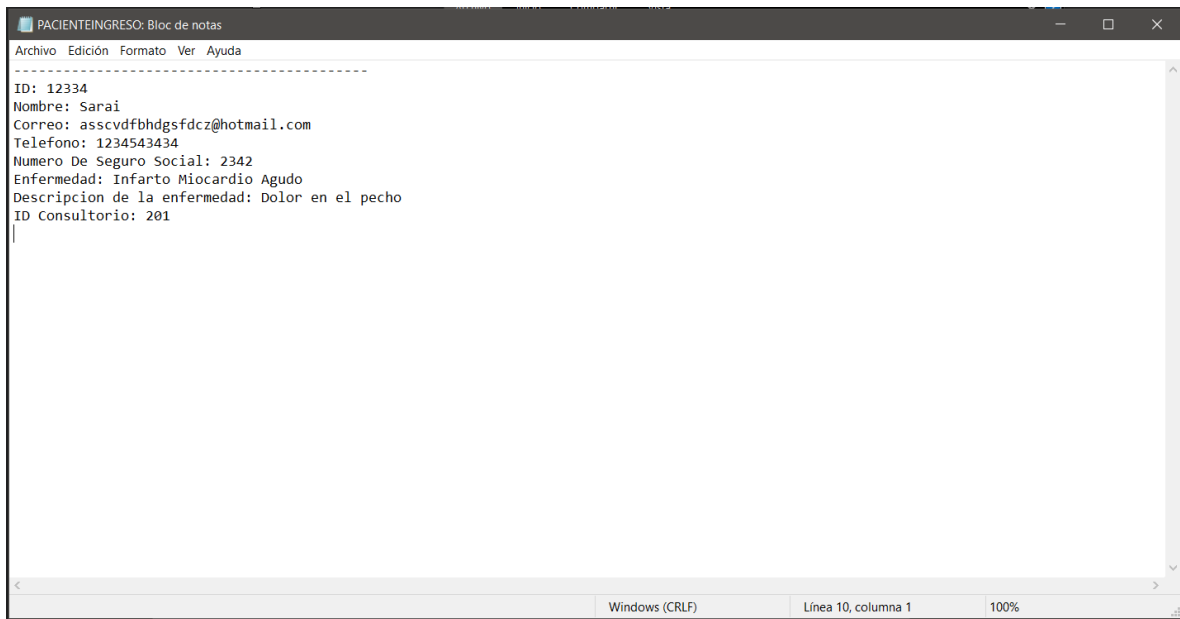 PACIENTEINGRESO: Bloc de notas
Archivo Edición Formato Ver Ayuda
-------------------------------------------
ID: 12334
Nombre: Sarai
Correo: asscvdfbhdgsfdcz@hotmail.com
Telefono: 1234543434
Numero De Seguro Social: 2342
Enfermedad: Infarto Miocardio Agudo
Descripcion de la enfermedad: Dolor en el pecho
ID Consultorio: 201
Windows (CRLF) Línea 10, columna 1 100%